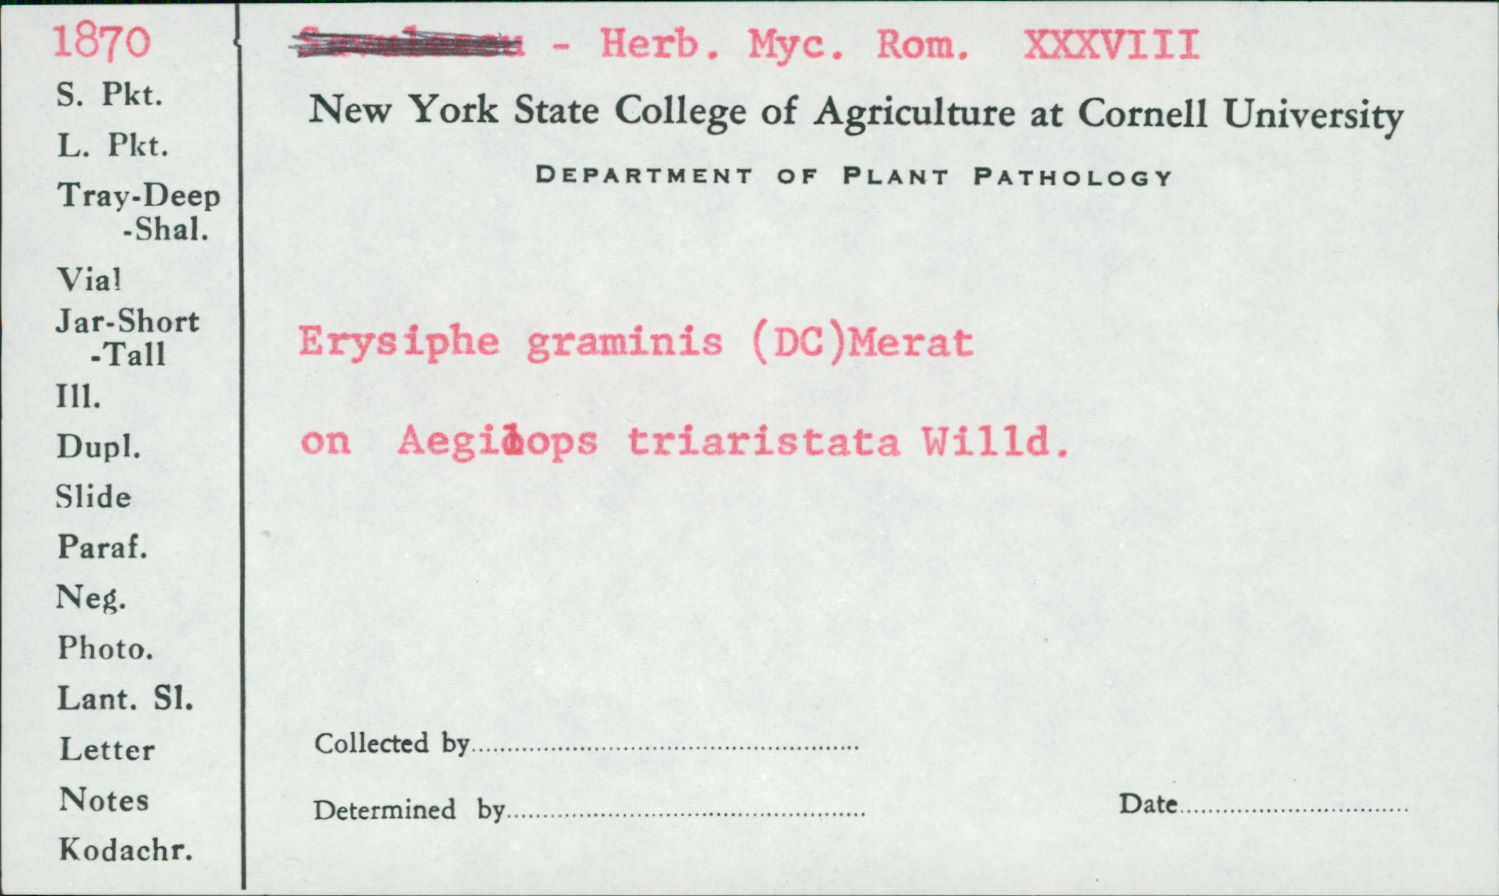 1870
- Herb. Myc. Rom. XXXVIII
New York State College of Agriculture at Cornell University
DEPARTMENT OF PLANT PATHOLOGY
S. Pkt.
L. Pkt.
Tray-Deep
-Shal.
Vial
Jar-Short
-Tall
Ill.
Dupl.
Slide
Paraf.
Neg.
Photo.
Lant. Sl.
Letter
Notes
Kodachr.
Erysiphe graminis (DC)Merat
on Aegilops triaristata Willd.
Collected by
Determined by
Date